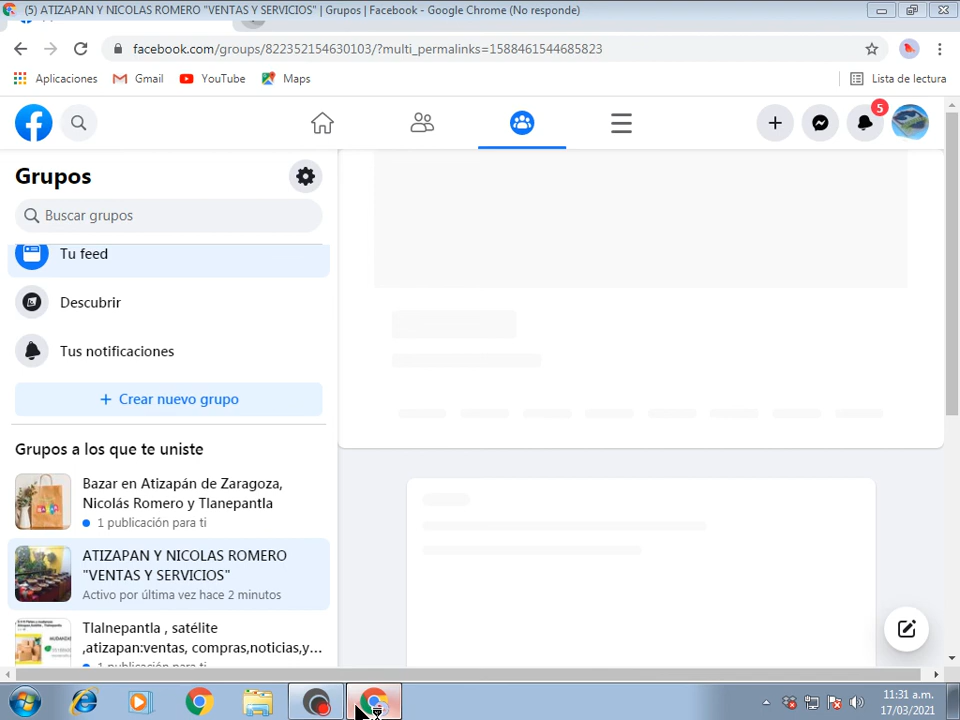 (5) ATIZAPAN Y NICOLAS ROMERO "VENTAS Y SERVICIOS" | Grupos | Facebook - Google Chrome (No responde)
facebook.com/groups/822352154630103/?multi_permalinks=1588461544685823
Aplicaciones
Gmail
YouTube
Maps
Lista de lectura
5
Grupos
Buscar grupos
Tu feed
Descubrir
Tus notificaciones
+ Crear nuevo grupo
Grupos a los que te uniste
Bazar en Atizapán de Zaragoza,
Nicolás Romero y Tlanepantla
1 publicación para ti
ATIZAPAN Y NICOLAS ROMERO
"VENTAS Y SERVICIOS"
Activo por última vez hace 2 minutos
Tlalnepantla , satélite
,atizapan:ventas, compras,noticias,y...
1 publicación para ti
11:31 a.m.
17/03/2021